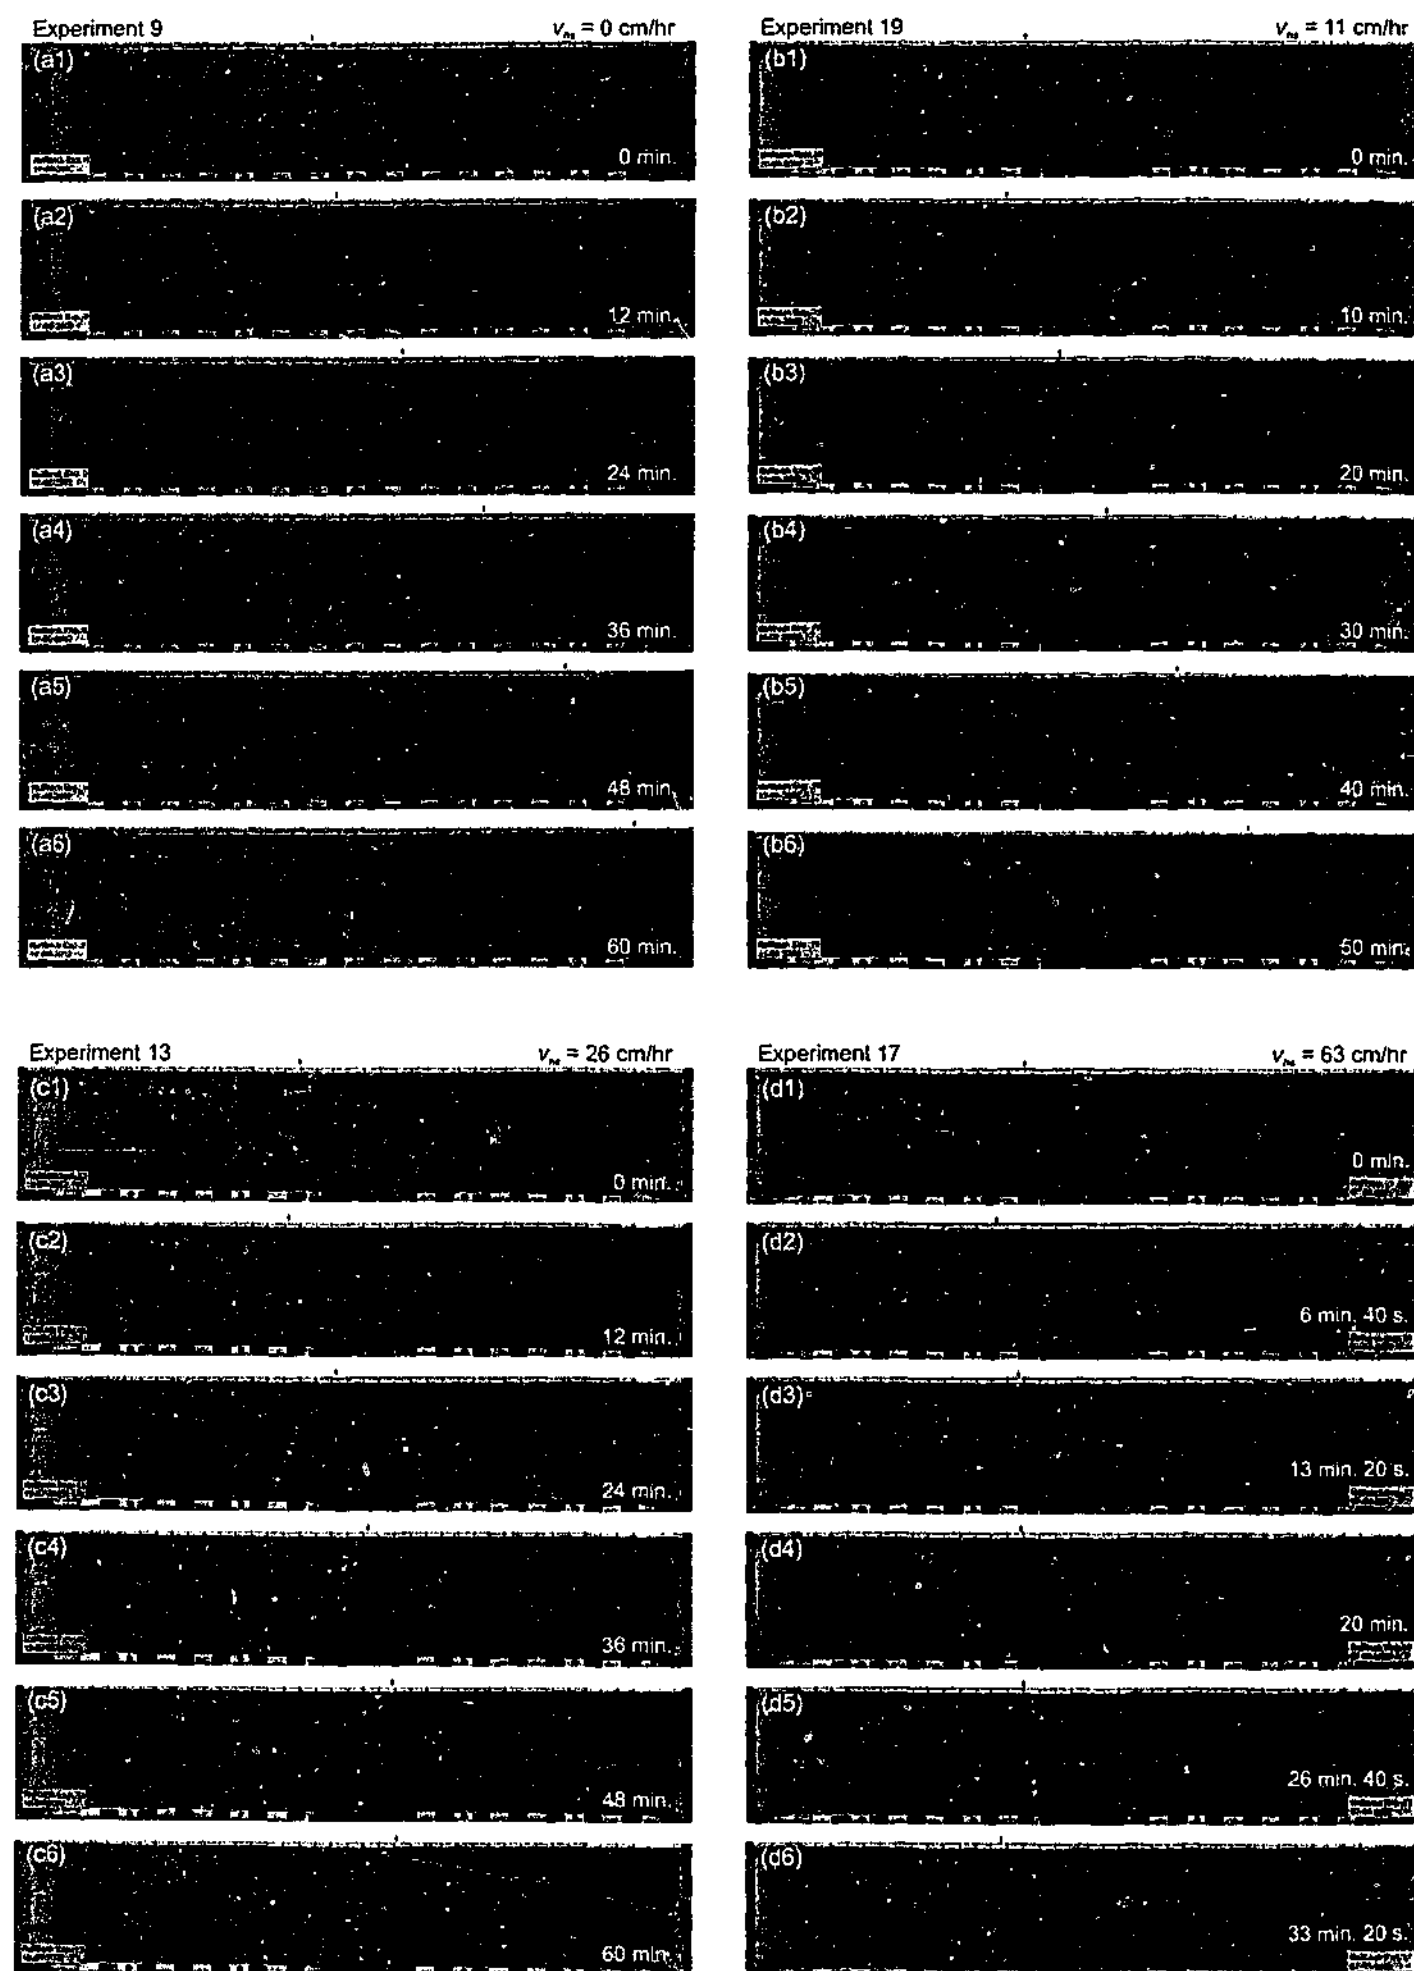 Experiment 9 v_ns = 0 cm/hr
(a1)
0 min.
(a2)
12 min.
(a3)
24 min.
(a4)
36 min.
(a5)
48 min.
(a6)
60 min.
Experiment 19 v_ns = 11 cm/hr
(b1)
0 min.
(b2)
10 min.
(b3)
20 min.
(b4)
30 min.
(b5)
40 min.
(b6)
50 min.
Experiment 13 v_ns = 26 cm/hr
(c1)
0 min.
(c2)
12 min.
(c3)
24 min.
(c4)
36 min.
(c5)
48 min.
(c6)
60 min.
Experiment 17 v_ns = 63 cm/hr
(d1)
0 min.
(d2)
6 min. 40 s.
(d3)
13 min. 20 s.
(d4)
20 min.
(d5)
26 min. 40 s.
(d6)
33 min. 20 s.